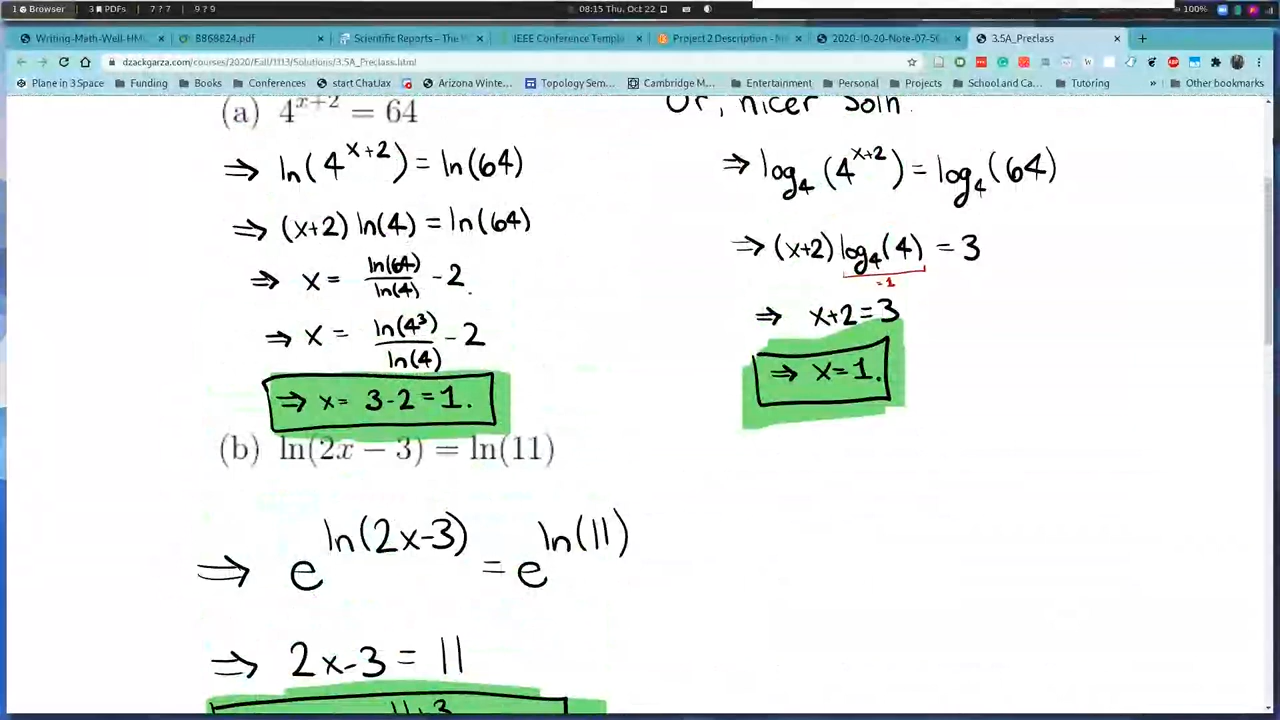 1 Browser 3 PDFs 7 ? 7 9 ? 9 08:15 Thu, Oct 22 100%
Writing-Math-Well-HM B868824.pdf Scientific Reports – The IEEE Conference Templ Project 2 Description - M 2020-10-20-Note-07-5 3.5A_Preclass
dzackgarza.com/courses/2020/Fall/1113/Solutions/3.5A_Preclass.html
Plane in 3 Space Funding Books Conferences start ChatJax Arizona Winte... Topology Sem... Cambridge M... Entertainment Personal Projects School and Ca... Tutoring Other bookmarks
(a) 4^{x+2} = 64
⇒ ln(4^{x+2}) = ln(64)
⇒ (x+2) ln(4) = ln(64)
⇒ x = ln(64)/ln(4) - 2.
⇒ x = ln(4^3)/ln(4) - 2
⇒ x = 3-2 = 1.
Or, nicer soln.
⇒ log_4 (4^{x+2}) = log_4(64)
⇒ (x+2) log_4(4) = 3
=1
⇒ x+2 = 3
⇒ x = 1.
(b) ln(2x − 3) = ln(11)
⇒ e^{ln(2x-3)} = e^{ln(11)}
⇒ 2x-3 = 11
11+3